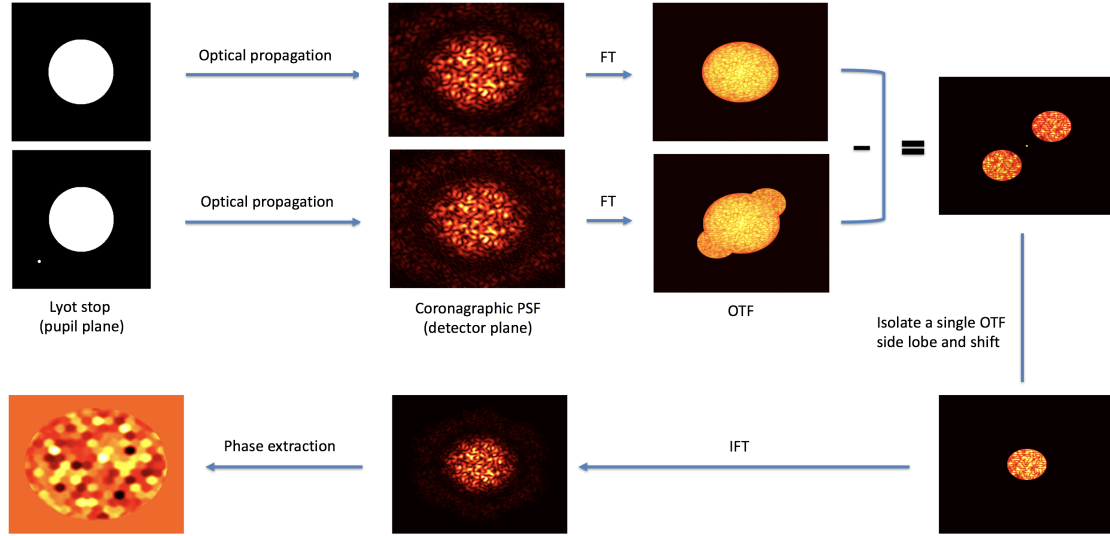 Optical propagation
FT
Optical propagation
FT
Lyot stop
(pupil plane)
Coronagraphic PSF
(detector plane)
OTF
Isolate a single OTF
side lobe and shift
Phase extraction
IFT